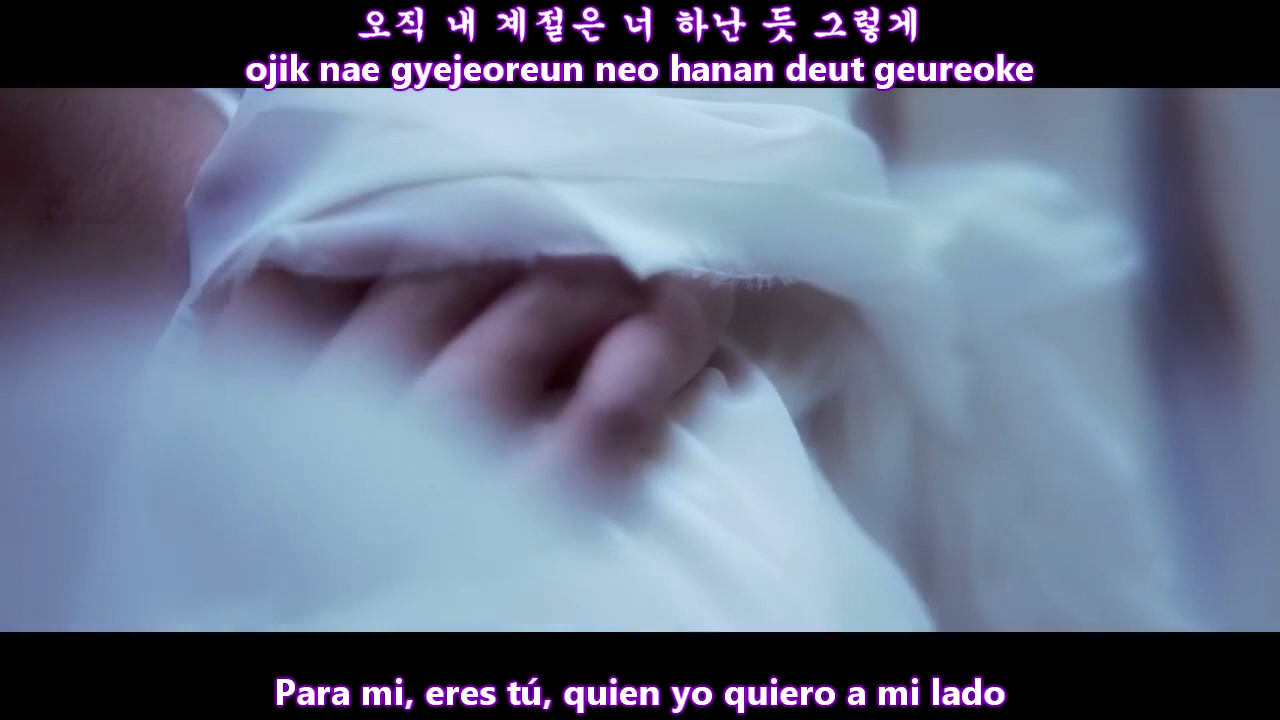 오직 내 계절은 너 하난 듯 그렇게
ojik nae gyejeoreun neo hanan deut geureoke
Para mi, eres tú, quien yo quiero a mi lado